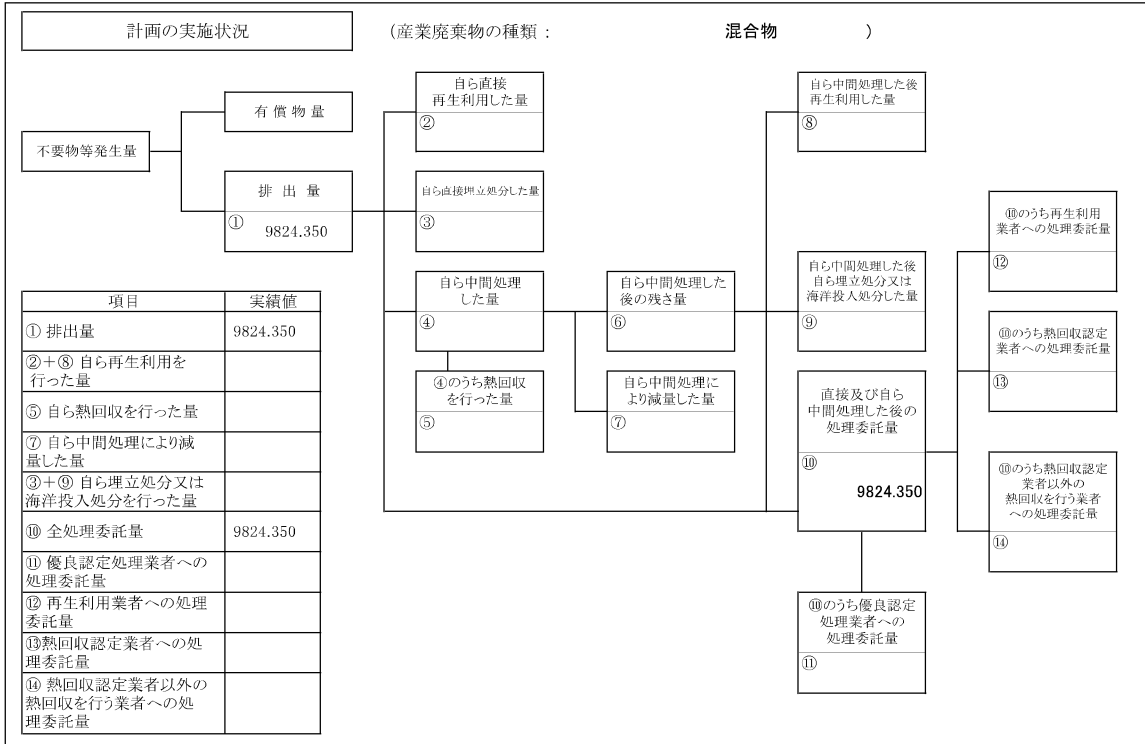 計画の実施状況
(産業廃棄物の種類： 混合物 )
不要物等発生量
有償物量
排出量
① 9824.350
自ら直接
再生利用した量
②
自ら直接埋立処分した量
③
自ら中間処理
した量
④
④のうち熱回収
を行った量
⑤
自ら中間処理した
後の残さ量
⑥
自ら中間処理に
より減量した量
⑦
自ら中間処理した後
再生利用した量
⑧
自ら中間処理した後
自ら埋立処分又は
海洋投入処分した量
⑨
直接及び自ら
中間処理した後の
処理委託量
⑩
9824.350
⑩のうち優良認定
処理業者への
処理委託量
⑪
⑩のうち再生利用
業者への処理委託量
⑫
⑩のうち熱回収認定
業者への処理委託量
⑬
⑩のうち熱回収認定
業者以外の
熱回収を行う業者
への処理委託量
⑭
項目 実績値
① 排出量 9824.350
②＋⑧ 自ら再生利用を
行った量
⑤ 自ら熱回収を行った量
⑦ 自ら中間処理により減
量した量
③＋⑨ 自ら埋立処分又は
海洋投入処分を行った量
⑩ 全処理委託量 9824.350
⑪ 優良認定処理業者への
処理委託量
⑫ 再生利用業者への処理
委託量
⑬熱回収認定業者への処
理委託量
⑭ 熱回収認定業者以外の
熱回収を行う業者への処
理委託量